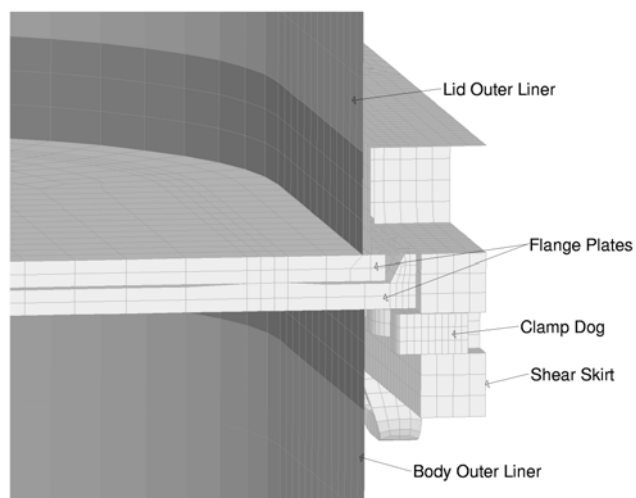 Lid Outer Liner
Flange Plates
Clamp Dog
Shear Skirt
Body Outer Liner